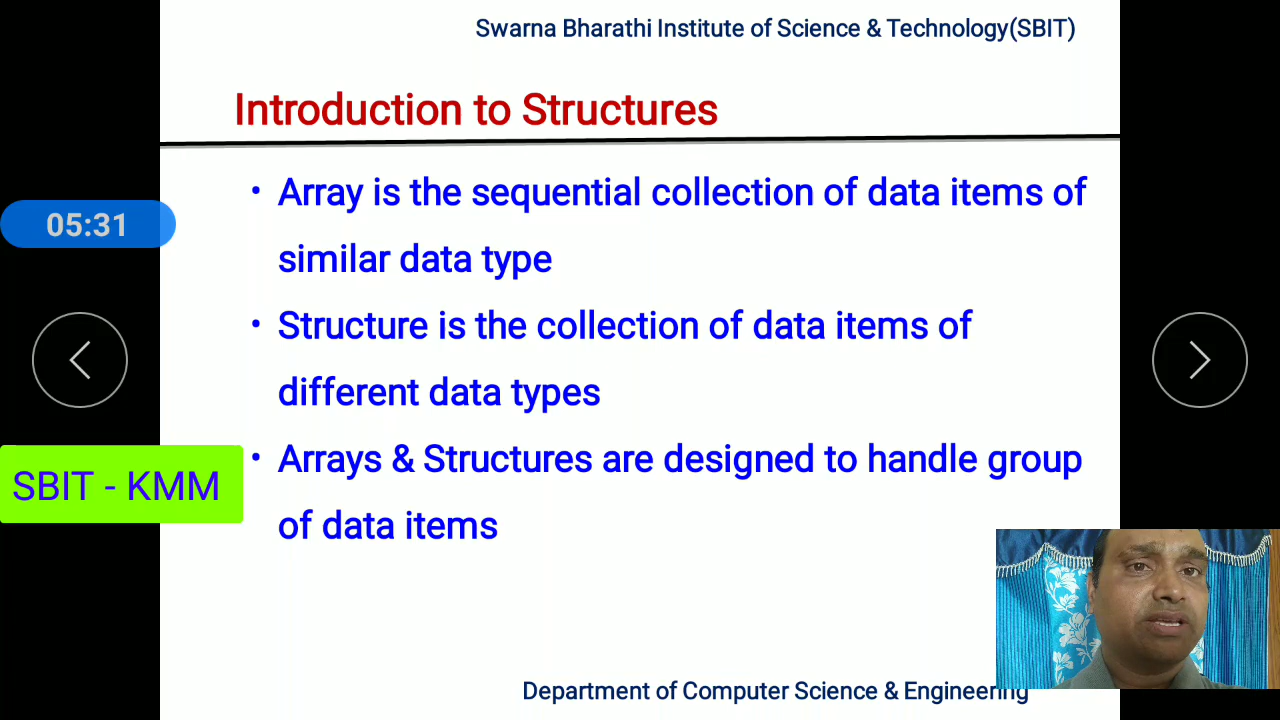 Swarna Bharathi Institute of Science & Technology(SBIT)
Introduction to Structures
• Array is the sequential collection of data items of
similar data type
05:31
• Structure is the collection of data items of
different data types
• Arrays & Structures are designed to handle group
of data items
SBIT - KMM
Department of Computer Science & Engineering